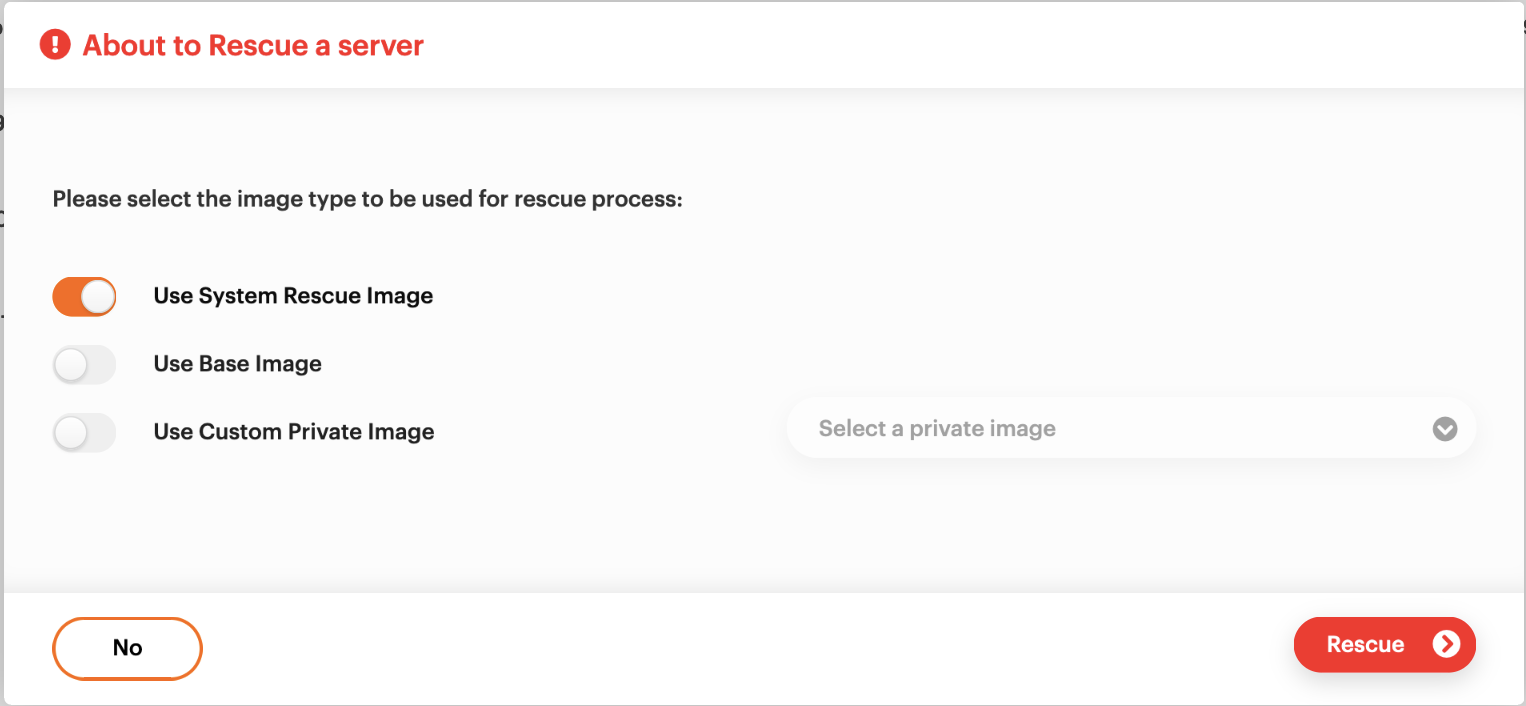 About to Rescue a server
Please select the image type to be used for rescue process:
Use System Rescue Image
Use Base Image
Use Custom Private Image
Select a private image
No
Rescue